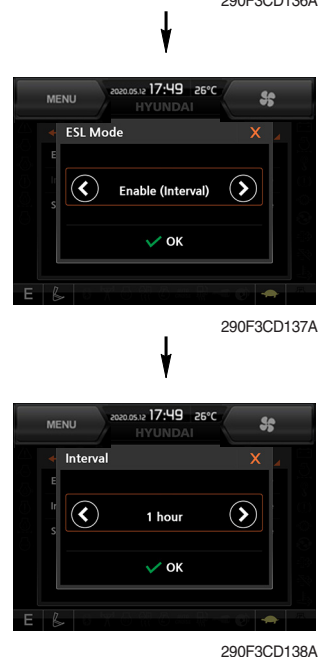 290F3CD136A
MENU
2020.05.12 17:49 26°C
HYUNDAI
ESL Mode X
E
S
Enable (Interval)
OK
E
290F3CD137A
MENU
2020.05.12 17:49 26°C
HYUNDAI
Interval X
E
S
1 hour
OK
E
290F3CD138A